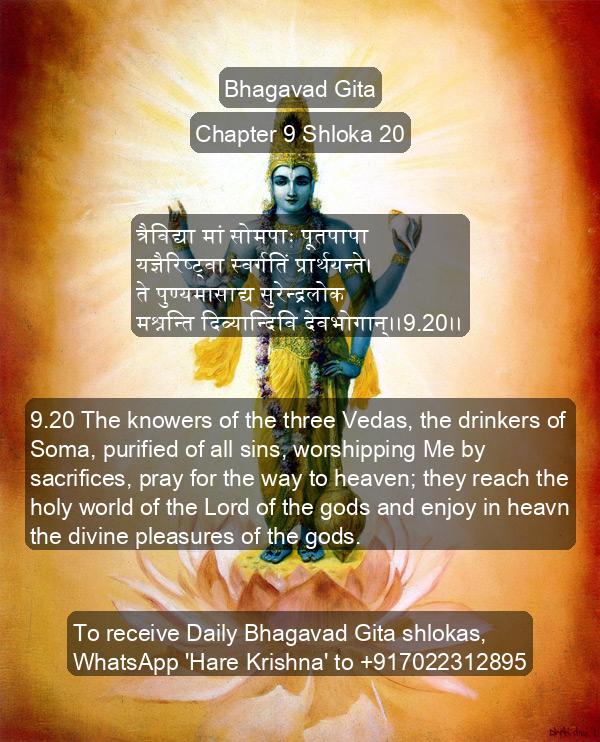 Bhagavad Gita
Chapter 9 Shloka 20
त्रैविद्या मां सोमपाः पूतपापा
यज्ञैरिष्ट्वा स्वर्गतिं प्रार्थयन्ते।
ते पुण्यमासाद्य सुरेन्द्रलोक
मश्नन्ति दिव्यान्दिवि देवभोगान्।।9.20।।
9.20 The knowers of the three Vedas, the drinkers of
Soma, purified of all sins, worshipping Me by
sacrifices, pray for the way to heaven; they reach the
holy world of the Lord of the gods and enjoy in heavn
the divine pleasures of the gods.
To receive Daily Bhagavad Gita shlokas,
WhatsApp 'Hare Krishna' to +917022312895